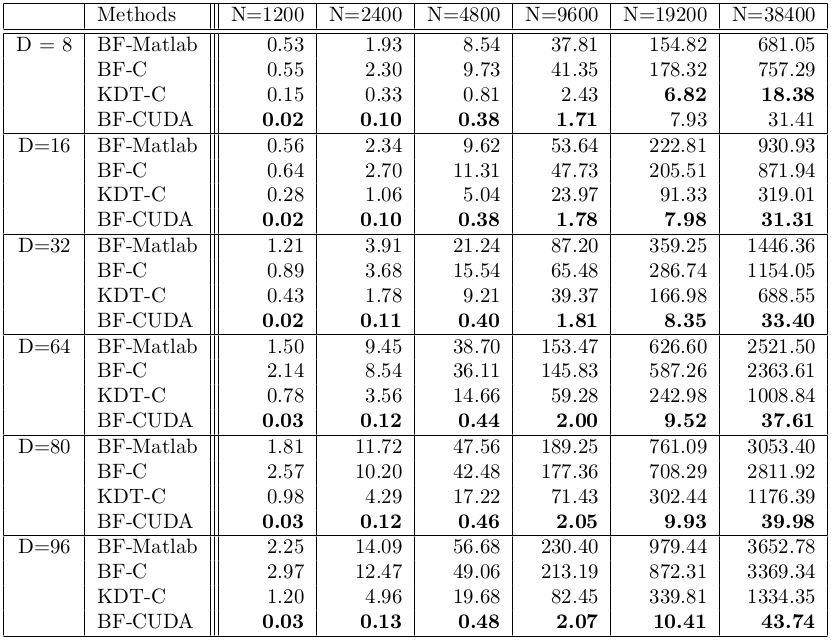 Methods N=1200 N=2400 N=4800 N=9600 N=19200 N=38400
D = 8 BF-Matlab 0.53 1.93 8.54 37.81 154.82 681.05
BF-C 0.55 2.30 9.73 41.35 178.32 757.29
KDT-C 0.15 0.33 0.81 2.43 6.82 18.38
BF-CUDA 0.02 0.10 0.38 1.71 7.93 31.41
D=16 BF-Matlab 0.56 2.34 9.62 53.64 222.81 930.93
BF-C 0.64 2.70 11.31 47.73 205.51 871.94
KDT-C 0.28 1.06 5.04 23.97 91.33 319.01
BF-CUDA 0.02 0.10 0.38 1.78 7.98 31.31
D=32 BF-Matlab 1.21 3.91 21.24 87.20 359.25 1446.36
BF-C 0.89 3.68 15.54 65.48 286.74 1154.05
KDT-C 0.43 1.78 9.21 39.37 166.98 688.55
BF-CUDA 0.02 0.11 0.40 1.81 8.35 33.40
D=64 BF-Matlab 1.50 9.45 38.70 153.47 626.60 2521.50
BF-C 2.14 8.54 36.11 145.83 587.26 2363.61
KDT-C 0.78 3.56 14.66 59.28 242.98 1008.84
BF-CUDA 0.03 0.12 0.44 2.00 9.52 37.61
D=80 BF-Matlab 1.81 11.72 47.56 189.25 761.09 3053.40
BF-C 2.57 10.20 42.48 177.36 708.29 2811.92
KDT-C 0.98 4.29 17.22 71.43 302.44 1176.39
BF-CUDA 0.03 0.12 0.46 2.05 9.93 39.98
D=96 BF-Matlab 2.25 14.09 56.68 230.40 979.44 3652.78
BF-C 2.97 12.47 49.06 213.19 872.31 3369.34
KDT-C 1.20 4.96 19.68 82.45 339.81 1334.35
BF-CUDA 0.03 0.13 0.48 2.07 10.41 43.74